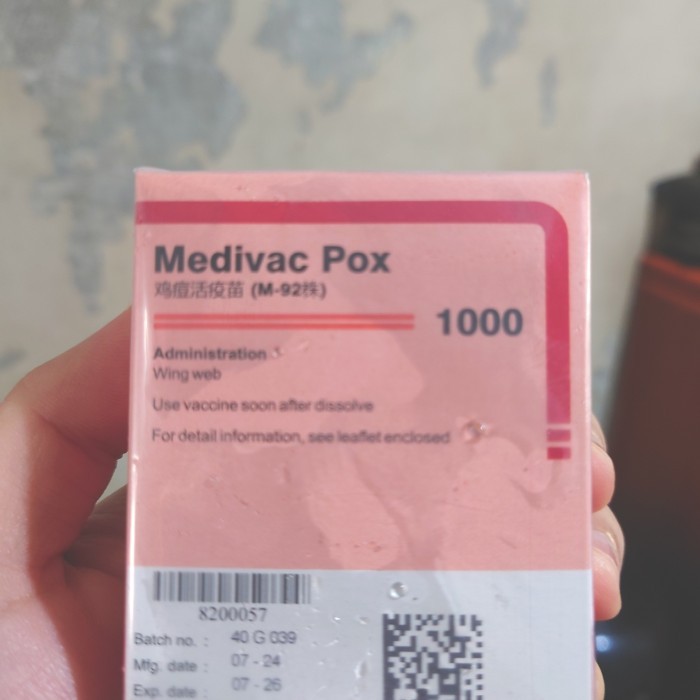 Medivac Pox
鸡痘活疫苗 (M-92株)
1000
Administration :
Wing web
Use vaccine soon after dissolve
For detail information, see leaflet enclosed
8200057
Batch no. : 40 G 039
Mfg. date : 07 - 24
Exp. date : 07 - 26